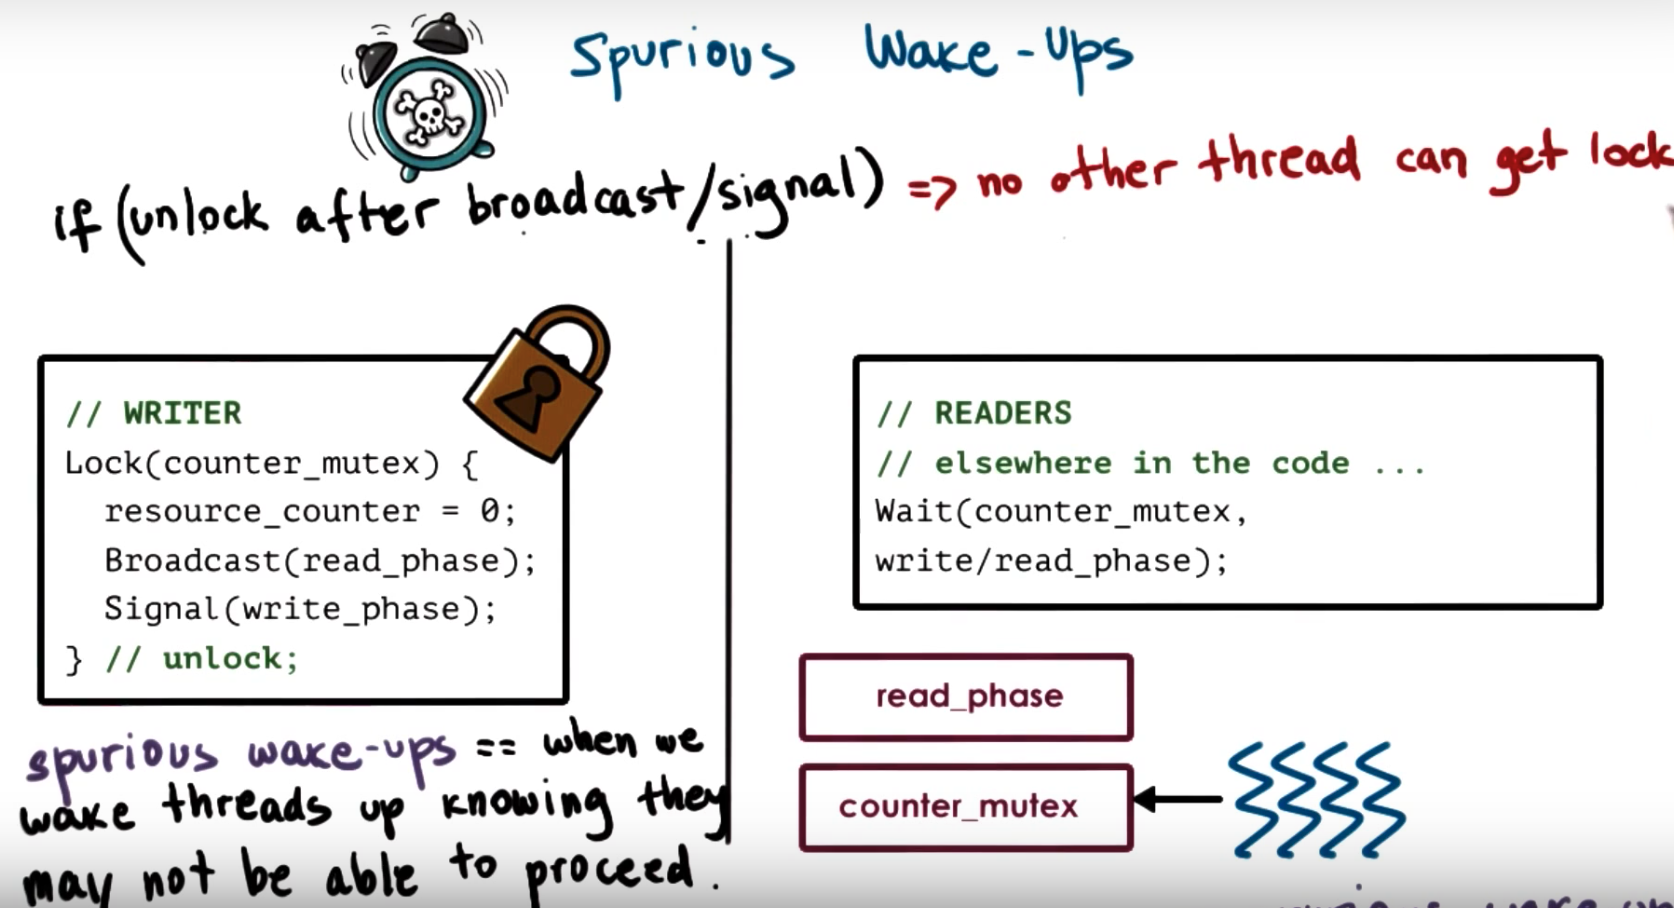 Spurious Wake-Ups
if (unlock after broadcast/signal) => no other thread can get lock
// WRITER
Lock(counter_mutex) {
resource_counter = 0;
Broadcast(read_phase);
Signal(write_phase);
} // unlock;
spurious wake-ups == when we
wake threads up knowing they
may not be able to proceed.
// READERS
// elsewhere in the code ...
Wait(counter_mutex,
write/read_phase);
read_phase
counter_mutex